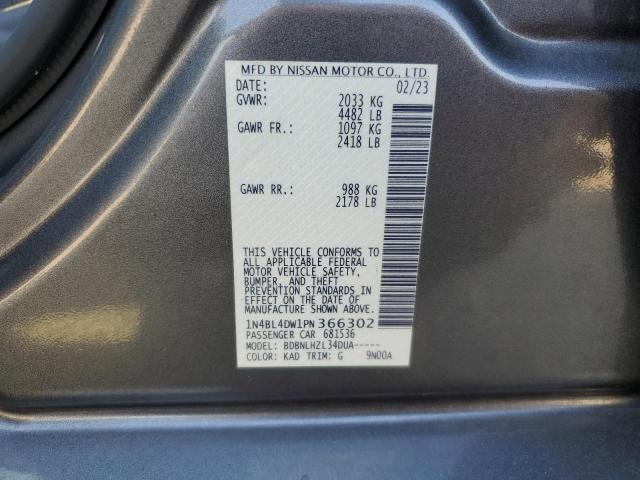 MFD BY NISSAN MOTOR CO., LTD.
DATE: 02/23
GVWR: 2033 KG
4482 LB
GAWR FR.: 1097 KG
2418 LB
GAWR RR.: 988 KG
2178 LB
THIS VEHICLE CONFORMS TO
ALL APPLICABLE FEDERAL
MOTOR VEHICLE SAFETY,
BUMPER, AND THEFT
PREVENTION STANDARDS IN
EFFECT ON THE DATE OF
MANUFACTURE SHOWN ABOVE.
1N4BL4DW1PN366302
PASSENGER CAR 681536
MODEL: BDBNLHZL34DUA-----
COLOR: KAD TRIM: G 9N00A